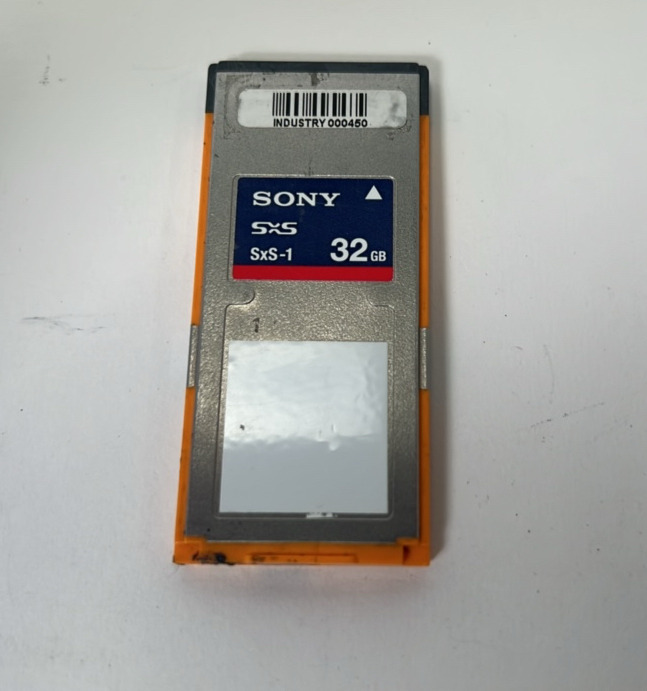 INDUSTRY 000450
SONY
SxS
SxS-1 32GB